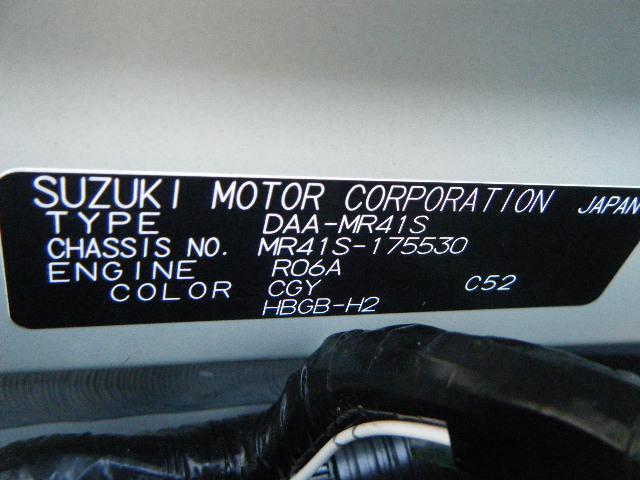 SUZUKI MOTOR CORPORATION JAPAN
TYPE DAA-MR41S
CHASSIS NO. MR41S-175530
ENGINE R06A
COLOR CGY C52
HBGB-H2